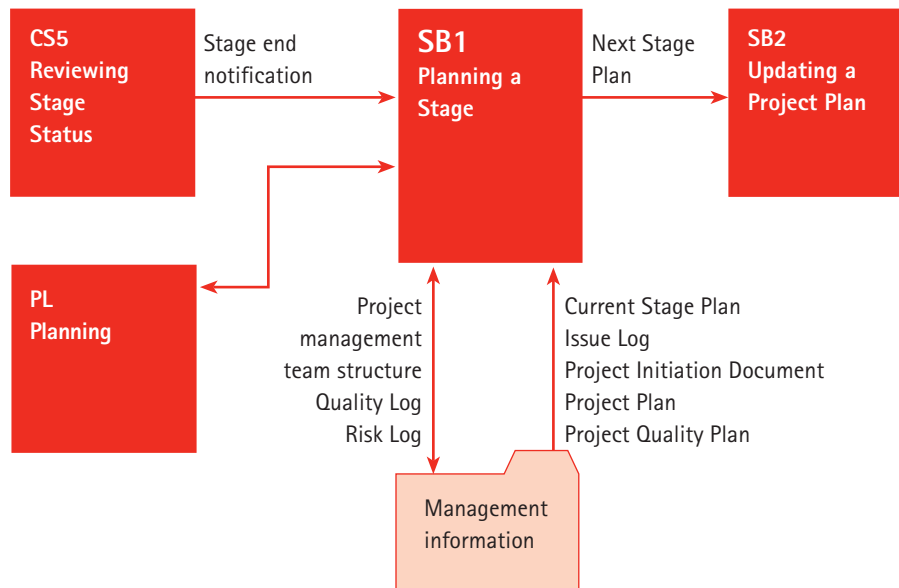 CS5
Reviewing
Stage
Status
Stage end
notification
SB1
Planning a
Stage
Next Stage
Plan
SB2
Updating a
Project Plan
PL
Planning
Project
management
team structure
Quality Log
Risk Log
Current Stage Plan
Issue Log
Project Initiation Document
Project Plan
Project Quality Plan
Management
information